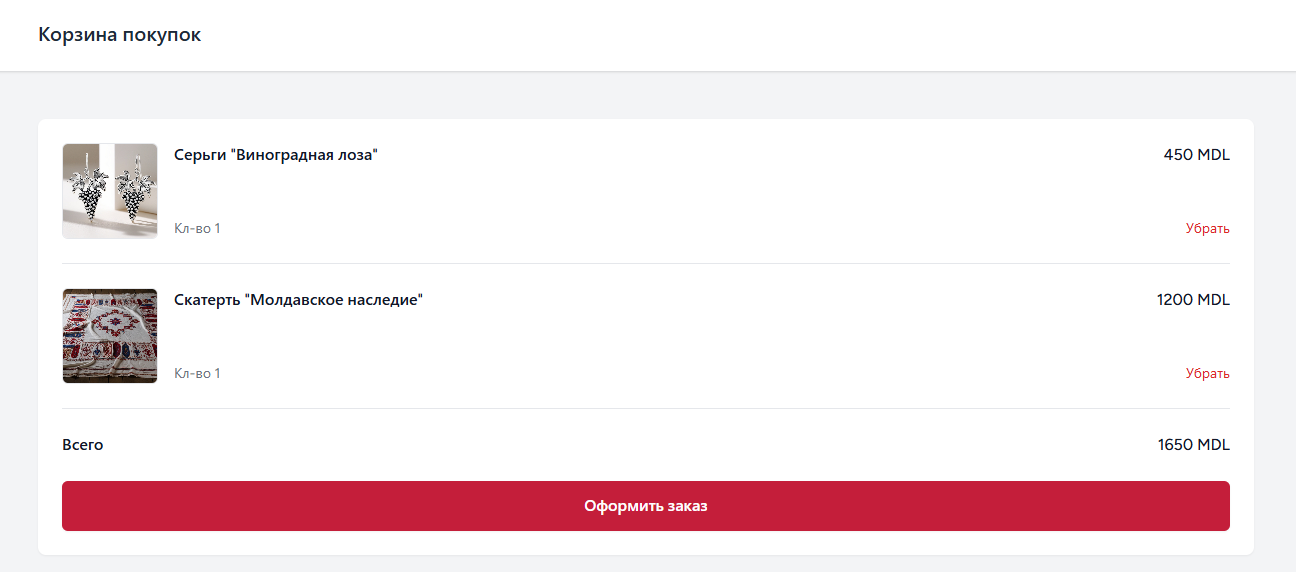 Корзина покупок
Серьги "Виноградная лоза"
450 MDL
Кл-во 1
Убрать
Скатерть "Молдавское наследие"
1200 MDL
Кл-во 1
Убрать
Всего
1650 MDL
Оформить заказ